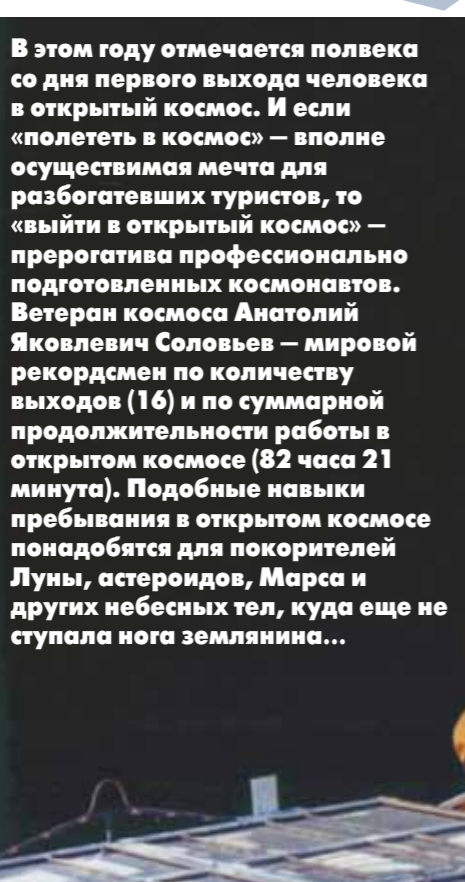 В этом году отмечается полвека
со дня первого выхода человека
в открытый космос. И если
«полететь в космос» – вполне
осуществимая мечта для
разбогатевших туристов, то
«выйти в открытый космос» –
прерогатива профессионально
подготовленных космонавтов.
Ветеран космоса Анатолий
Яковлевич Соловьев – мировой
рекордсмен по количеству
выходов (16) и по суммарной
продолжительности работы в
открытом космосе (82 часа 21
минута). Подобные навыки
пребывания в открытом космосе
понадобятся для покорителей
Луны, астероидов, Марса и
других небесных тел, куда еще не
ступала нога землянина...